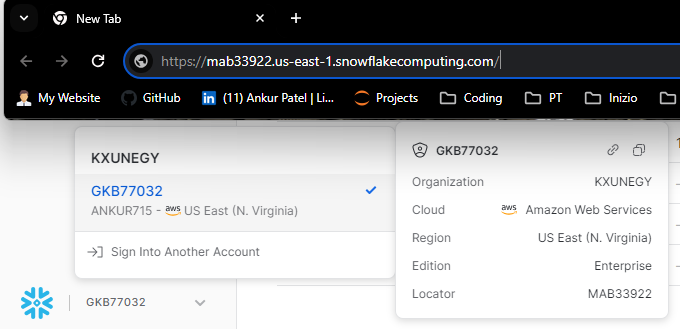 New Tab
https://mab33922.us-east-1.snowflakecomputing.com/
My Website GitHub (11) Ankur Patel | Li... Projects Coding PT Inizio
KXUNEGY
GKB77032
ANKUR715 - aws US East (N. Virginia)
Sign Into Another Account
GKB77032
GKB77032
Organization KXUNEGY
Cloud aws Amazon Web Services
Region US East (N. Virginia)
Edition Enterprise
Locator MAB33922